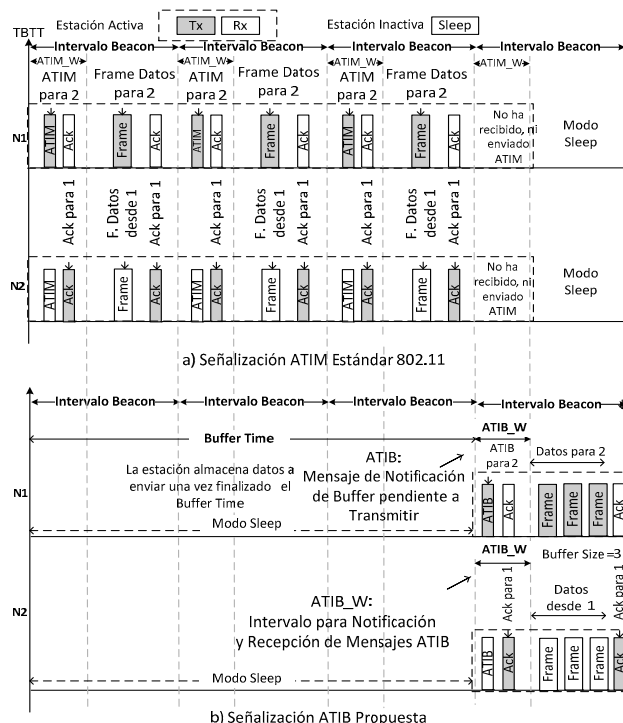 Estación Activa Tx Rx Estación Inactiva Sleep
TBTT
Intervalo Beacon Intervalo Beacon Intervalo Beacon Intervalo Beacon
ATIM_W ATIM_W ATIM_W ATIM_W
ATIM para 2 Frame Datos para 2 ATIM para 2 Frame Datos para 2 ATIM para 2 Frame Datos para 2
N1
ATIM Ack Frame Ack ATIM Ack Frame Ack ATIM Ack Frame Ack
No ha recibido, ni enviado ATIM
Modo Sleep
Ack para 1 F. Datos desde 1 Ack para 1 Ack para 1 F. Datos desde 1 Ack para 1 Ack para 1 F. Datos desde 1 Ack para 1
N2
ATIM Ack Frame Ack ATIM Ack Frame Ack ATIM Ack Frame Ack
No ha recibido, ni enviado ATIM
Modo Sleep
a) Señalización ATIM Estándar 802.11
Intervalo Beacon Intervalo Beacon Intervalo Beacon Intervalo Beacon
Buffer Time
ATIB_W
ATIB para 2
Datos para 2
ATIB:
Mensaje de Notificación
de Buffer pendiente a
Transmitir
La estación almacena datos a
enviar una vez finalizado el
Buffer Time
N1
Modo Sleep
ATIB Ack Frame Frame Frame Ack
ATIB_W
Buffer Size =3
Ack para 1
Datos
desde 1
Ack para 1
N2
ATIB_W:
Intervalo para Notificación
y Recepción de Mensajes ATIB
ATIB Ack Frame Frame Frame Ack
Modo Sleep
b) Señalización ATIB Propuesta